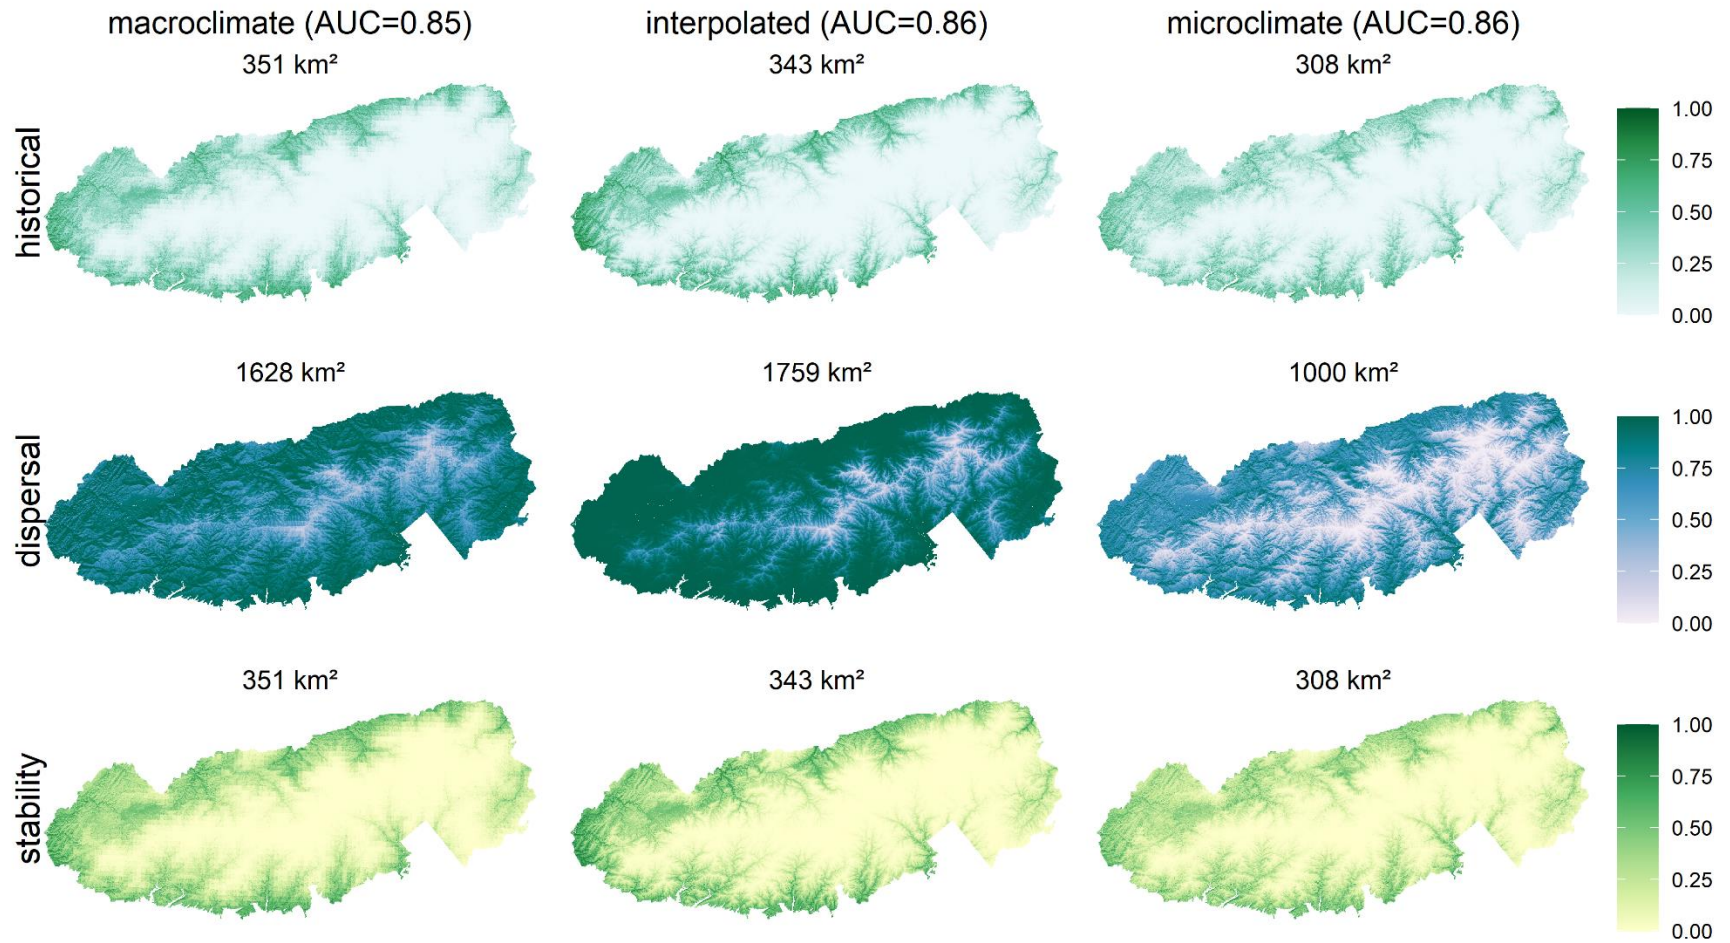 macroclimate (AUC=0.85)
interpolated (AUC=0.86)
microclimate (AUC=0.86)
historical
351 km²
343 km²
308 km²
1.00
0.75
0.50
0.25
0.00
dispersal
1628 km²
1759 km²
1000 km²
1.00
0.75
0.50
0.25
0.00
stability
351 km²
343 km²
308 km²
1.00
0.75
0.50
0.25
0.00